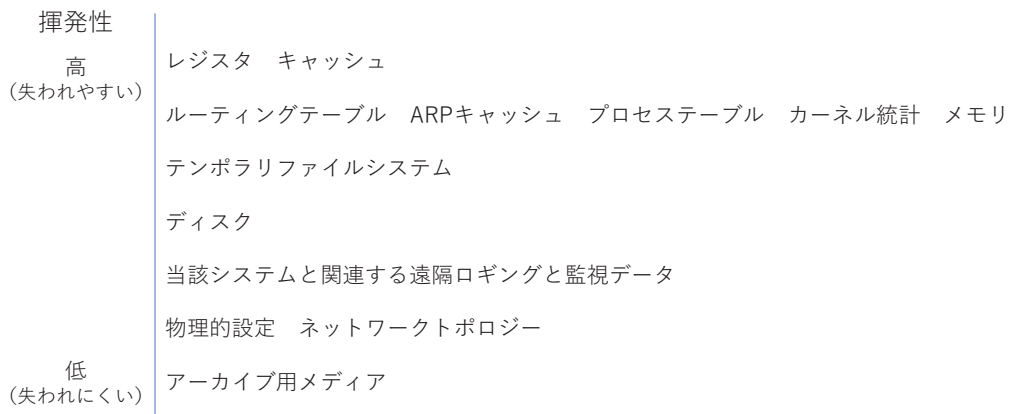 揮発性
高
（失われやすい）
レジスタ　キャッシュ
ルーティングテーブル　ARPキャッシュ　プロセステーブル　カーネル統計　メモリ
テンポラリファイルシステム
ディスク
当該システムと関連する遠隔ロギングと監視データ
物理的設定　ネットワークトポロジー
低
（失われにくい）
アーカイブ用メディア